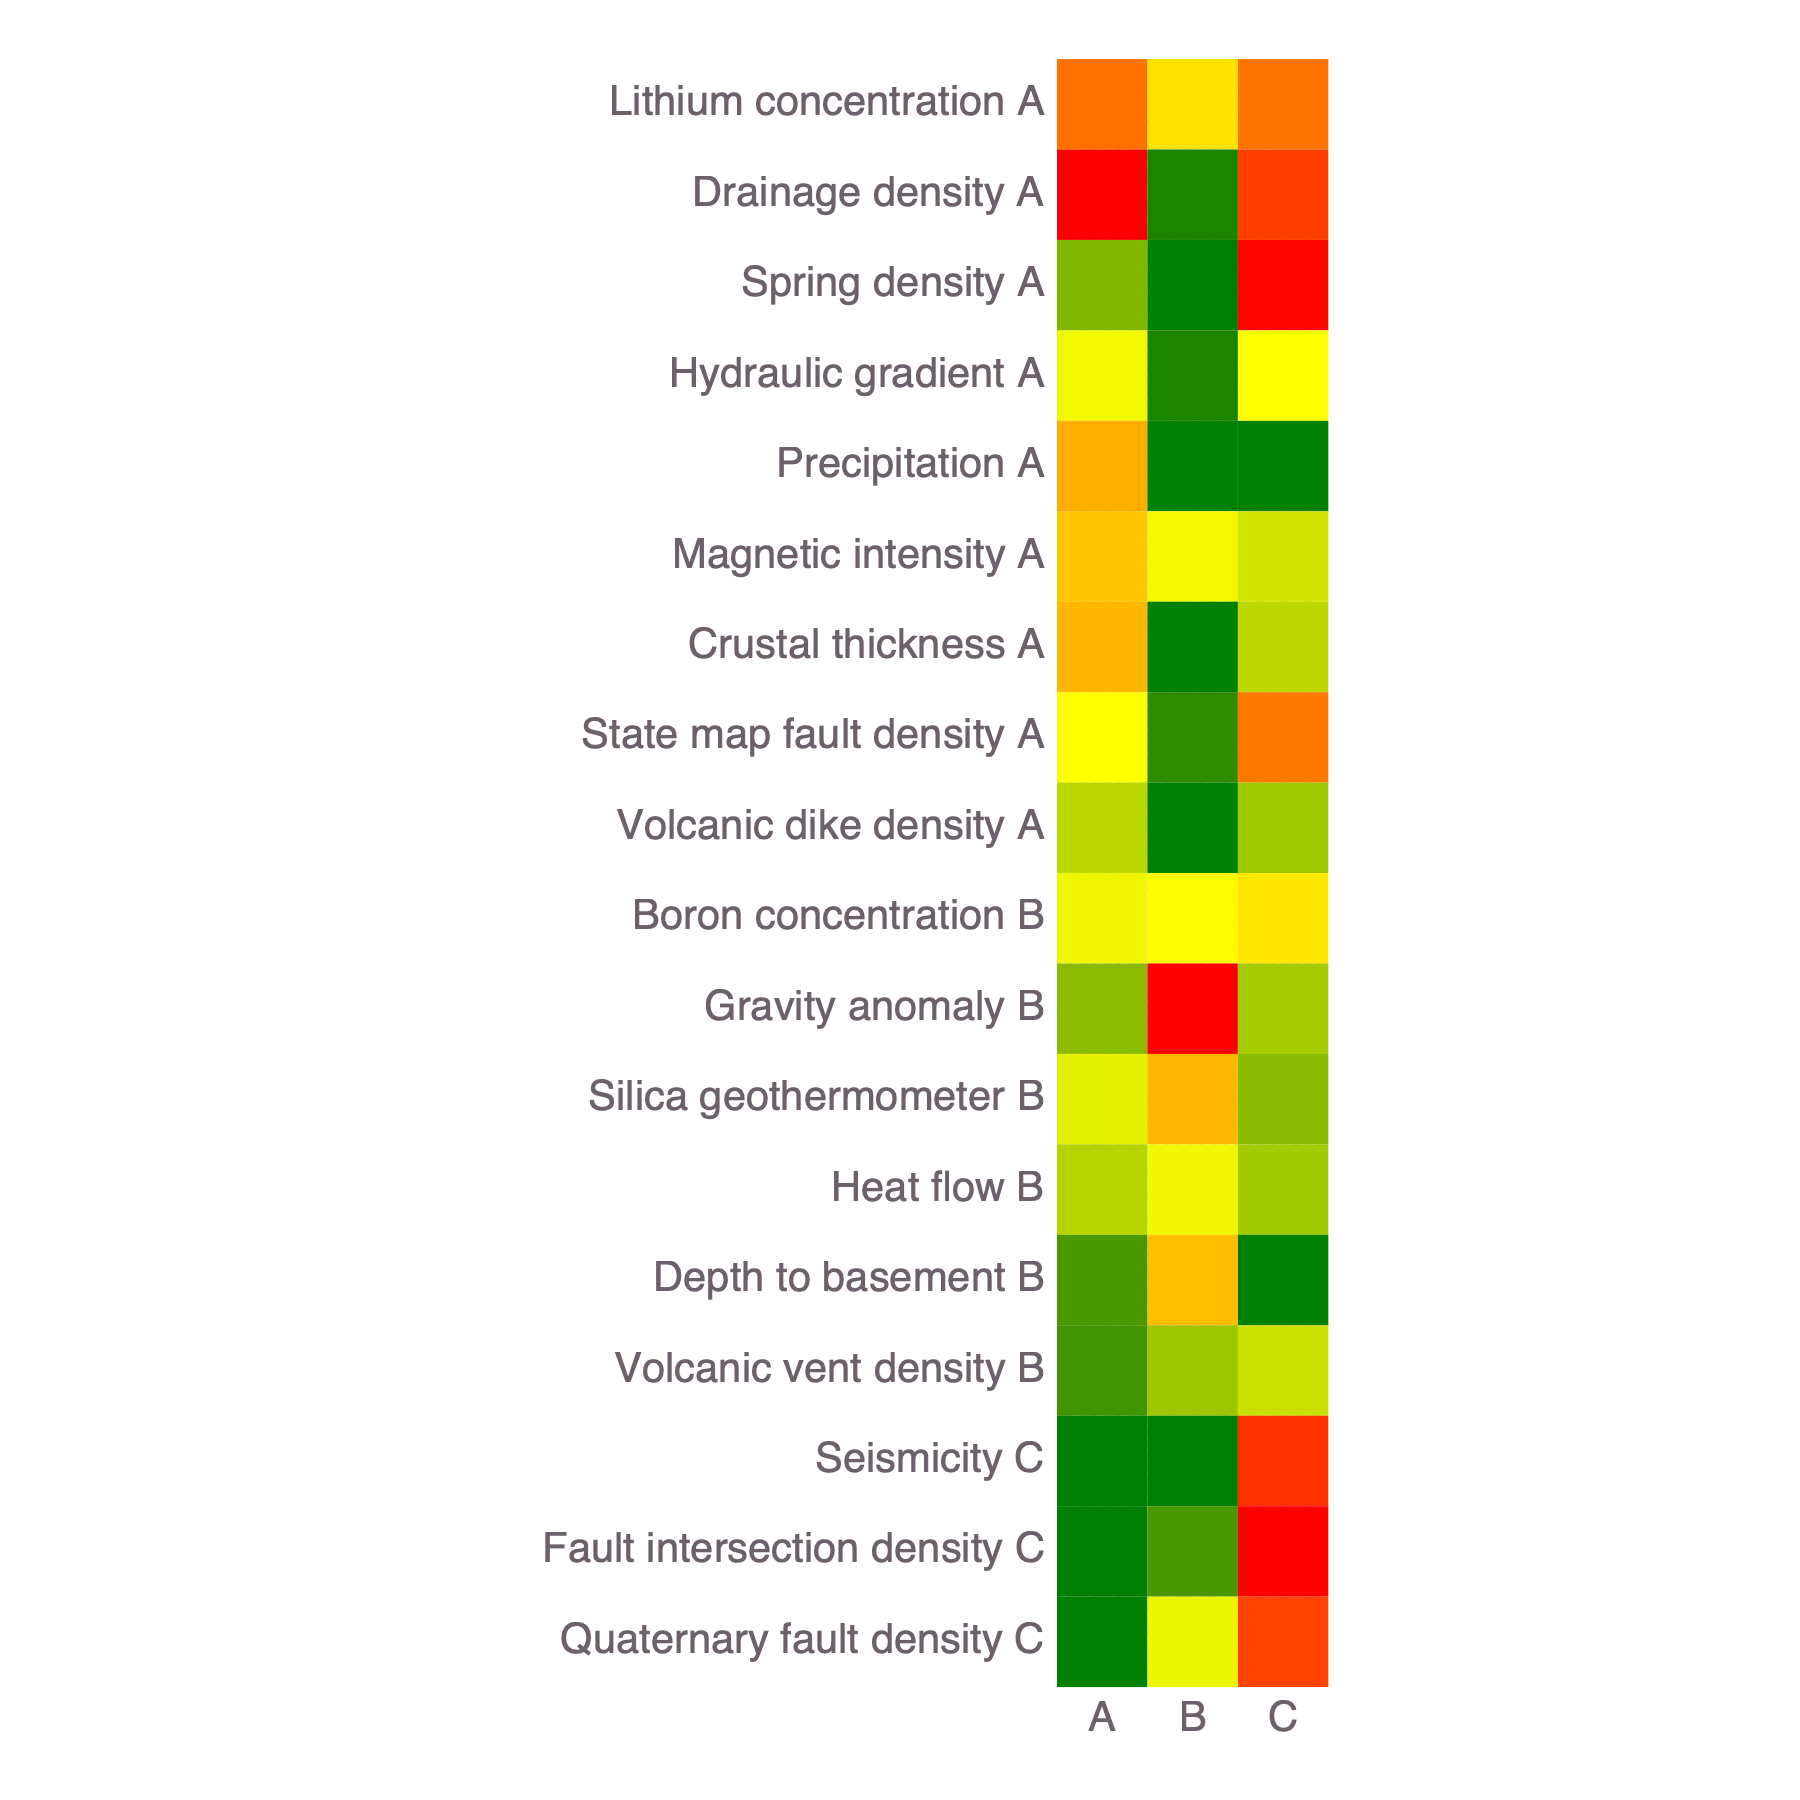 Lithium concentration A
Drainage density A
Spring density A
Hydraulic gradient A
Precipitation A
Magnetic intensity A
Crustal thickness A
State map fault density A
Volcanic dike density A
Boron concentration B
Gravity anomaly B
Silica geothermometer B
Heat flow B
Depth to basement B
Volcanic vent density B
Seismicity C
Fault intersection density C
Quaternary fault density C
A B C